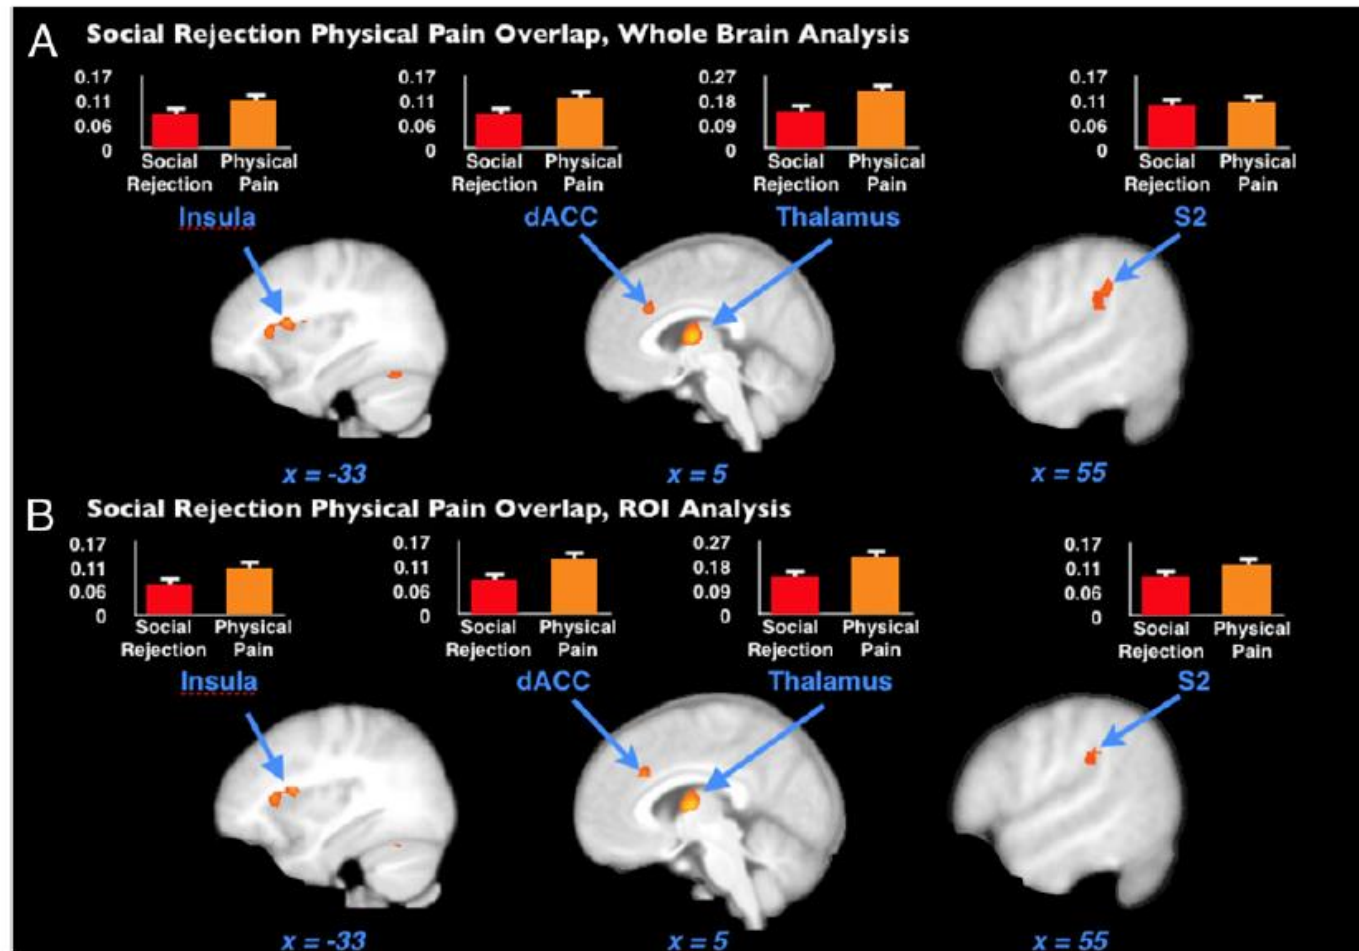 A Social Rejection Physical Pain Overlap, Whole Brain Analysis
0.17 0.17 0.27 0.17
0.11 0.11 0.18 0.11
0.06 0.06 0.09 0.06
0 0 0 0
Social Physical Social Physical Social Physical Social Physical
Rejection Pain Rejection Pain Rejection Pain Rejection Pain
Insula dACC Thalamus S2
x = -33 x = 5 x = 55
B Social Rejection Physical Pain Overlap, ROI Analysis
0.17 0.17 0.27 0.17
0.11 0.11 0.18 0.11
0.06 0.06 0.09 0.06
0 0 0 0
Social Physical Social Physical Social Physical Social Physical
Rejection Pain Rejection Pain Rejection Pain Rejection Pain
Insula dACC Thalamus S2
x = -33 x = 5 x = 55